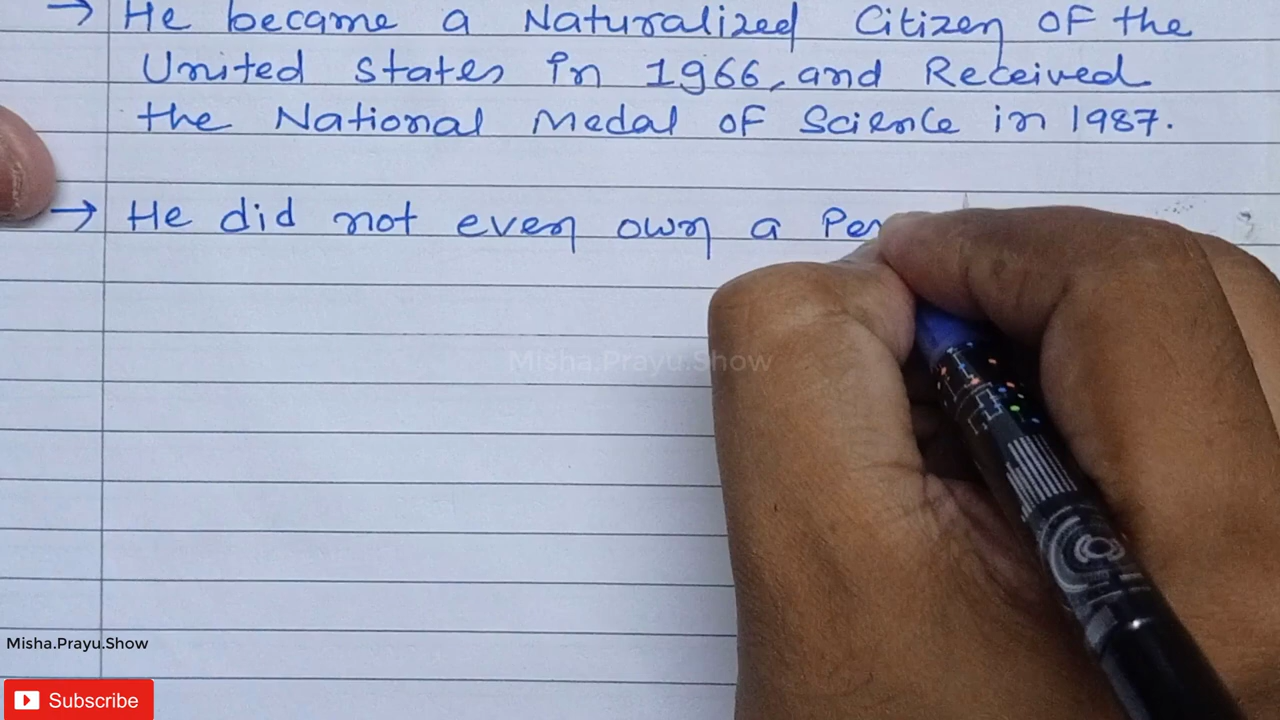 → He became a Naturalized Citizen of the
United States in 1966, and Received
the National Medal of Science in 1987.
→ He did not even own a Per
Misha.Prayu.Show
Misha.Prayu.Show
Subscribe